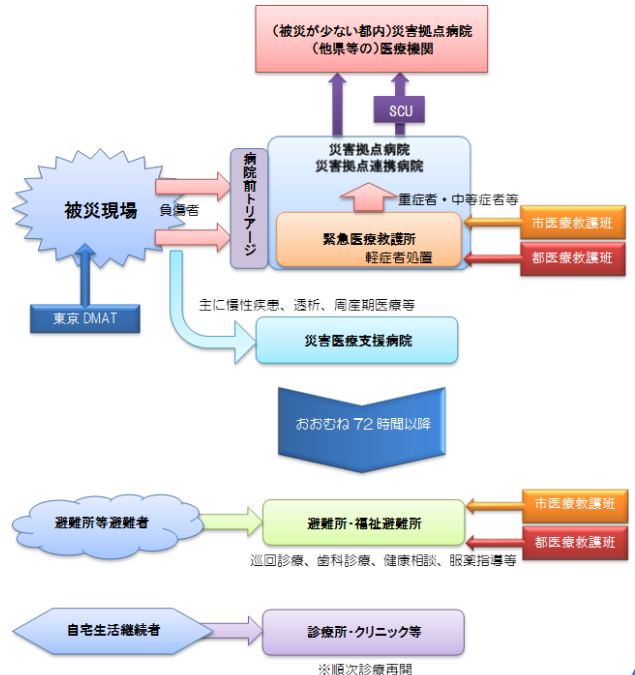 (被災が少ない都内)災害拠点病院
(他県等の)医療機関
SCU
災害拠点病院
災害拠点連携病院
病院前トリアージ
被災現場
負傷者
重症者・中等症者等
緊急医療救護所
軽症者処置
市医療救護班
都医療救護班
東京 DMAT
主に慢性疾患、透析、周産期医療等
災害医療支援病院
おおむね 72 時間以降
避難所等避難者
避難所・福祉避難所
市医療救護班
都医療救護班
巡回診療、歯科診療、健康相談、服薬指導等
自宅生活継続者
診療所・クリニック等
※順次診療再開